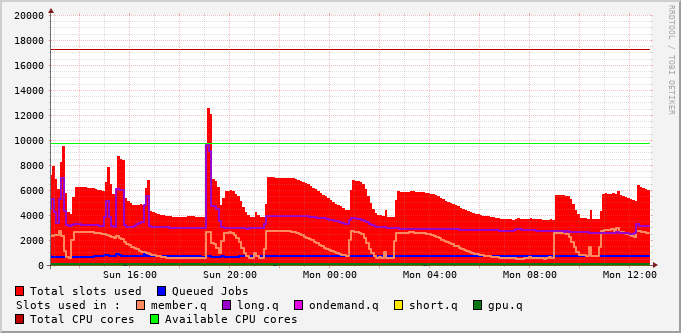 20000
18000
16000
14000
12000
10000
8000
6000
4000
2000
0
Sun 16:00 Sun 20:00 Mon 00:00 Mon 04:00 Mon 08:00 Mon 12:00
Total slots used Queued Jobs
Slots used in : member.q long.q ondemand.q short.q gpu.q
Total CPU cores Available CPU cores
RRDTOOL / TOBI OETIKER